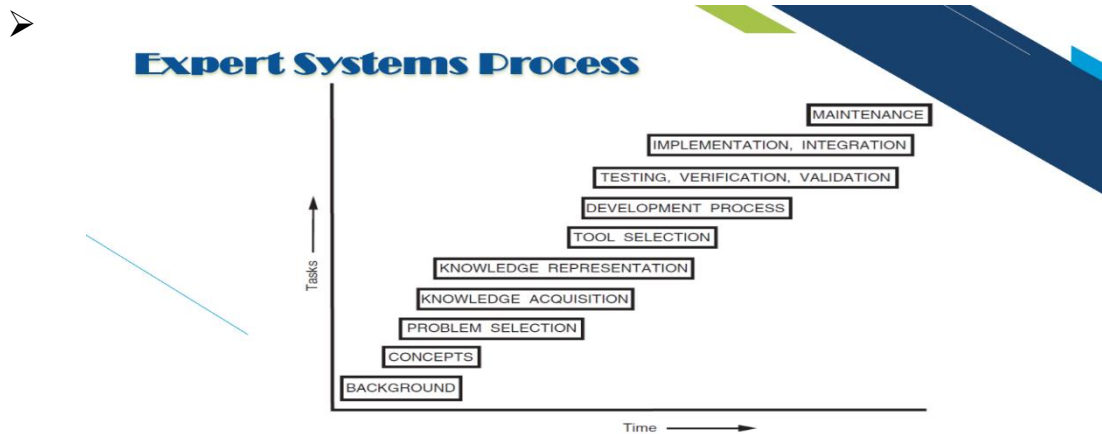 Expert Systems Process
MAINTENANCE
IMPLEMENTATION, INTEGRATION
TESTING, VERIFICATION, VALIDATION
DEVELOPMENT PROCESS
TOOL SELECTION
KNOWLEDGE REPRESENTATION
KNOWLEDGE ACQUISITION
PROBLEM SELECTION
CONCEPTS
BACKGROUND
Tasks
Time